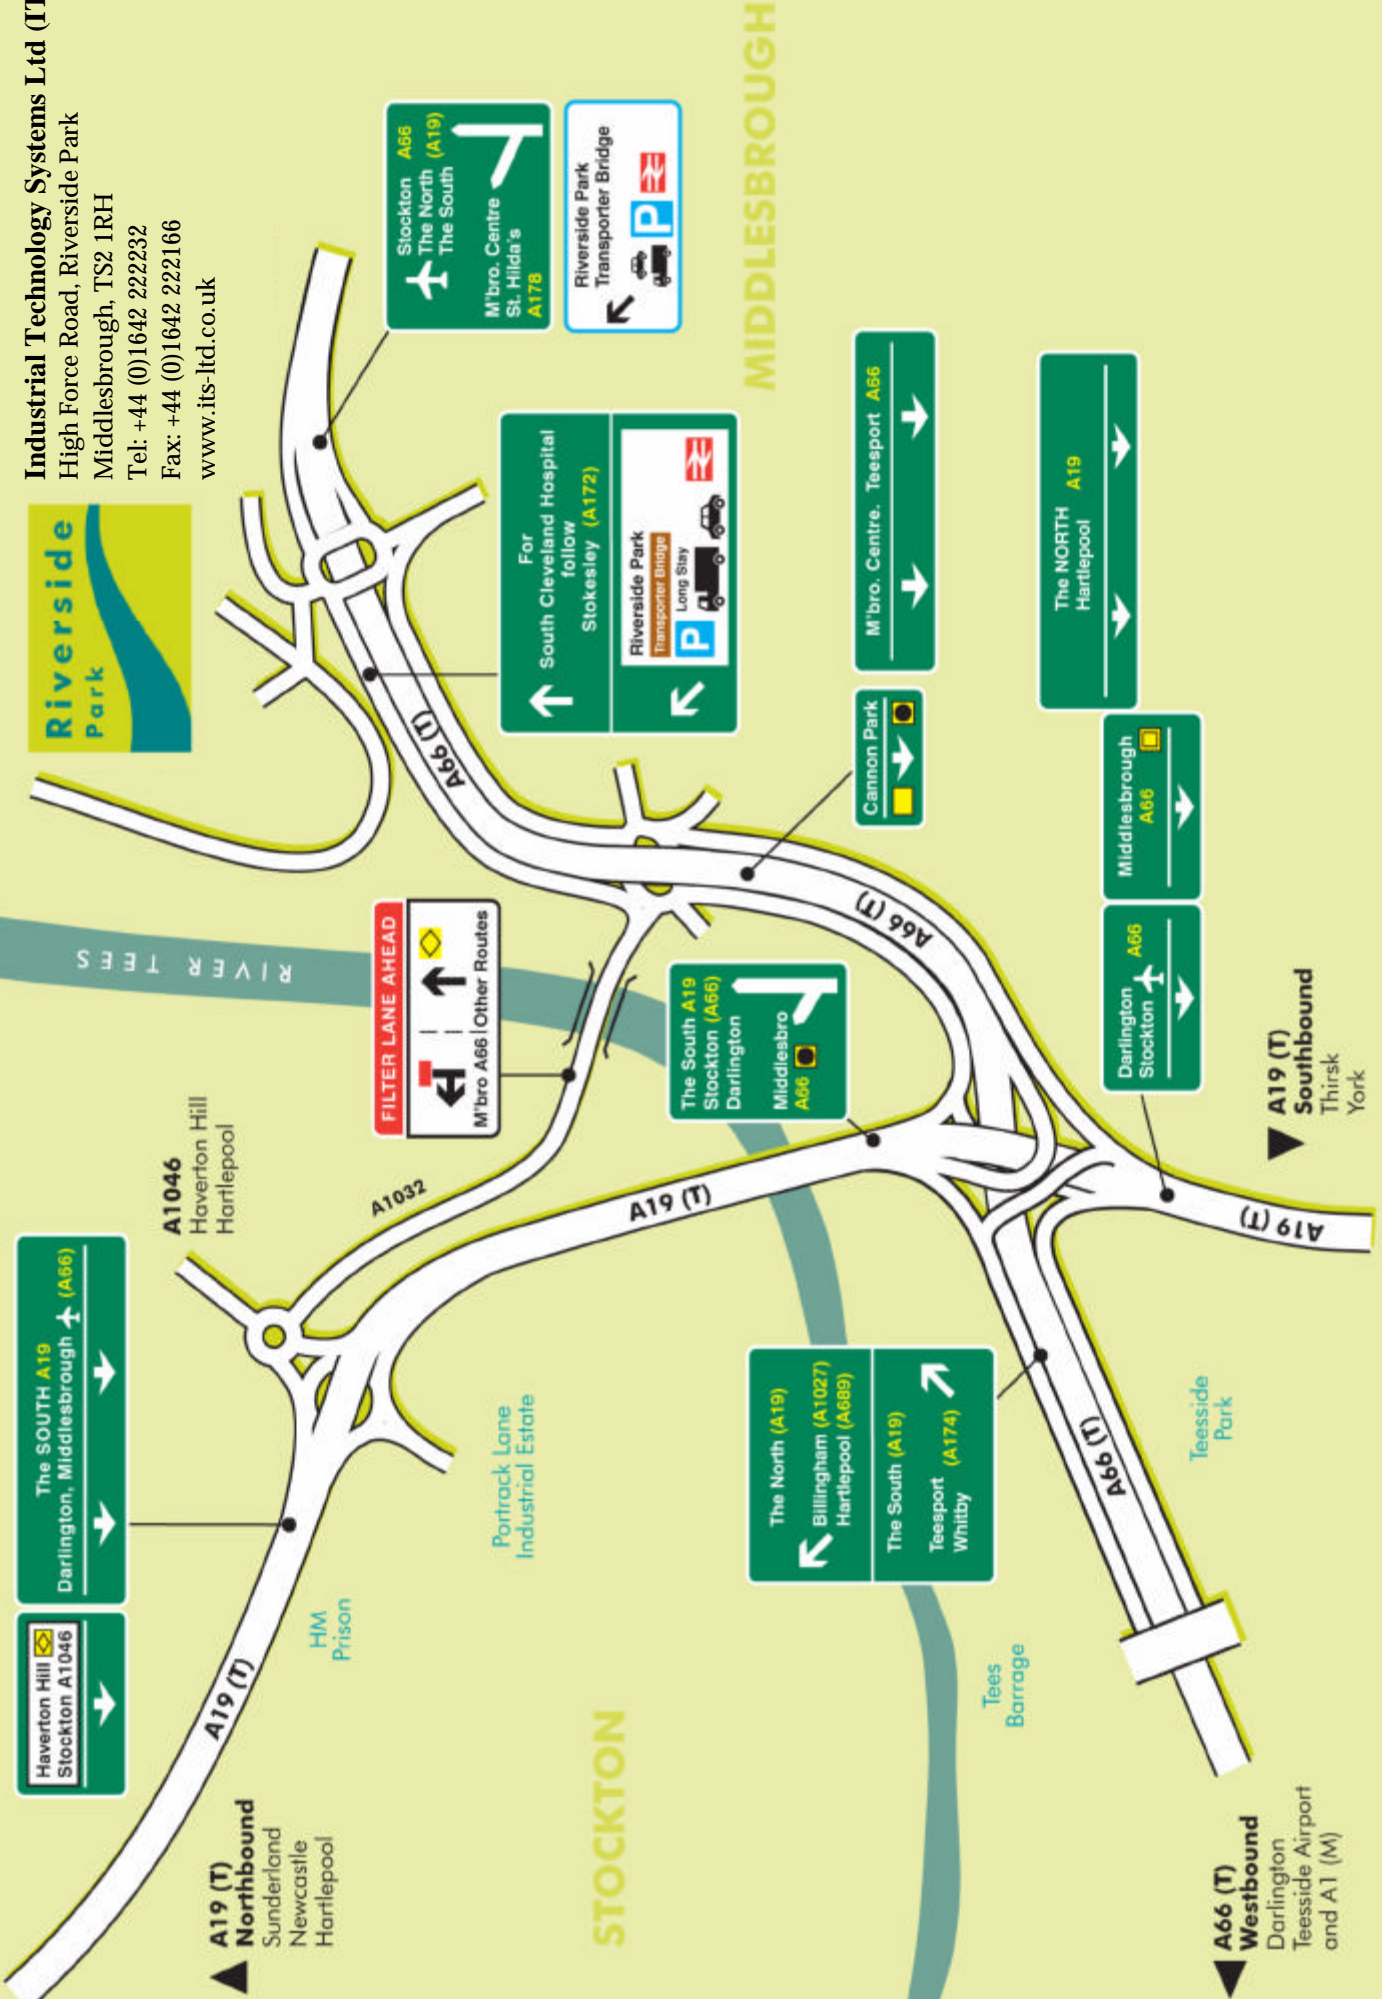 Industrial Technology Systems Ltd (IT
High Force Road, Riverside Park
Middlesbrough, TS2 1RH
Tel: +44 (0)1642 222232
Fax: +44 (0)1642 222166
www.its-ltd.co.uk
Riverside
Park
Stockton A66
The North (A19)
The South
M'bro. Centre
St. Hilda's
A178
Riverside Park
Transporter Bridge
P
MIDDLESBROUGH
For
South Cleveland Hospital
follow
Stokesley (A172)
Riverside Park
Transporter Bridge
P Long Stay
M'bro. Centre. Teesport A66
Cannon Park
The NORTH A19
Hartlepool
Middlesbrough
A66
Darlington
Stockton A66
A19 (T)
Southbound
Thirsk
York
A66 (T)
A66 (T)
RIVER TEES
FILTER LANE AHEAD
M'bro A66 Other Routes
The South A19
Stockton (A66)
Darlington
Middlesbro
A66
A1046
Haverton Hill
Hartlepool
A1032
A19 (T)
A19 (T)
The SOUTH A19
Darlington, Middlesbrough (A66)
Haverton Hill
Stockton A1046
Portrack Lane
Industrial Estate
HM
Prison
A19 (T)
The North (A19)
Billingham (A1027)
Hartlepool (A689)
The South (A19)
Teesport (A174)
Whitby
A66 (T)
Teesside
Park
Tees
Barrage
STOCKTON
A19 (T)
Northbound
Sunderland
Newcastle
Hartlepool
A66 (T)
Westbound
Darlington
Teesside Airport
and A1 (M)